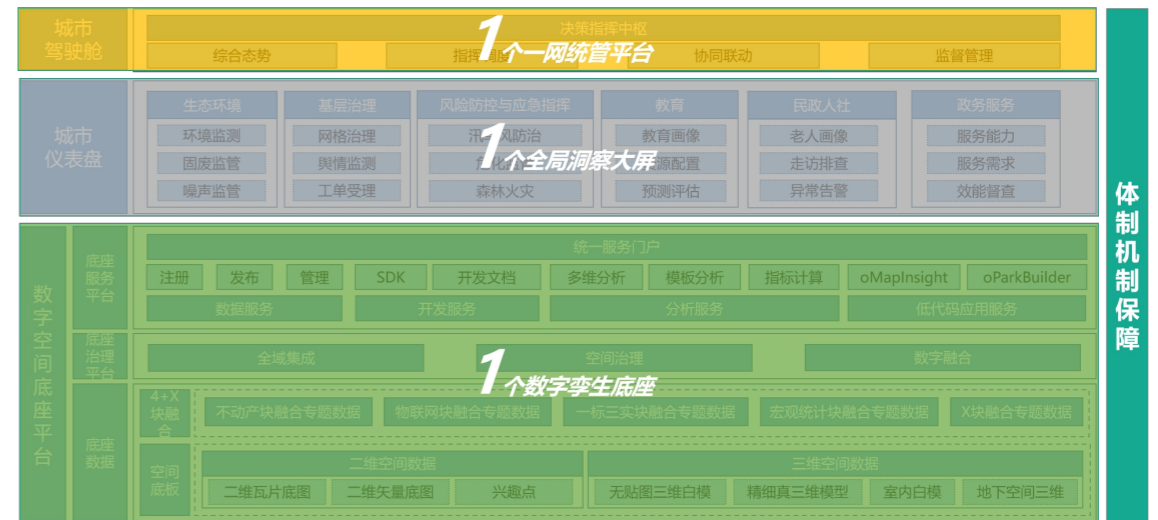 城市
驾驶舱
决策指挥中枢
1个一网统管平台
综合态势
协同联动
监督管理
城市
仪表盘
生态环境
基层治理
风险防控与应急指挥
教育
民政人社
政务服务
环境监测
网格治理
教育画像
老人画像
服务能力
1个全局洞察大屏
固废监管
舆情监测
走访排查
服务需求
噪声监管
工单受理
森林火灾
预测评估
异常告警
效能督查
数字空间底座平台
底座
服务
平台
统一服务门户
注册
发布
管理
SDK
开发文档
多维分析
模板分析
指标计算
oMapInsight
oParkBuilder
数据服务
开发服务
分析服务
低代码应用服务
底座
治理
平台
全域集成
空间治理
数字融合
1个数字孪生底座
底座
数据
4+X
块融
合
不动产块融合专题数据
物联网块融合专题数据
一标三实块融合专题数据
宏观统计块融合专题数据
X块融合专题数据
空间
底板
二维空间数据
三维空间数据
二维瓦片底图
二维矢量底图
兴趣点
无贴图三维白模
精细真三维模型
室内白模
地下空间三维
体制机制保障